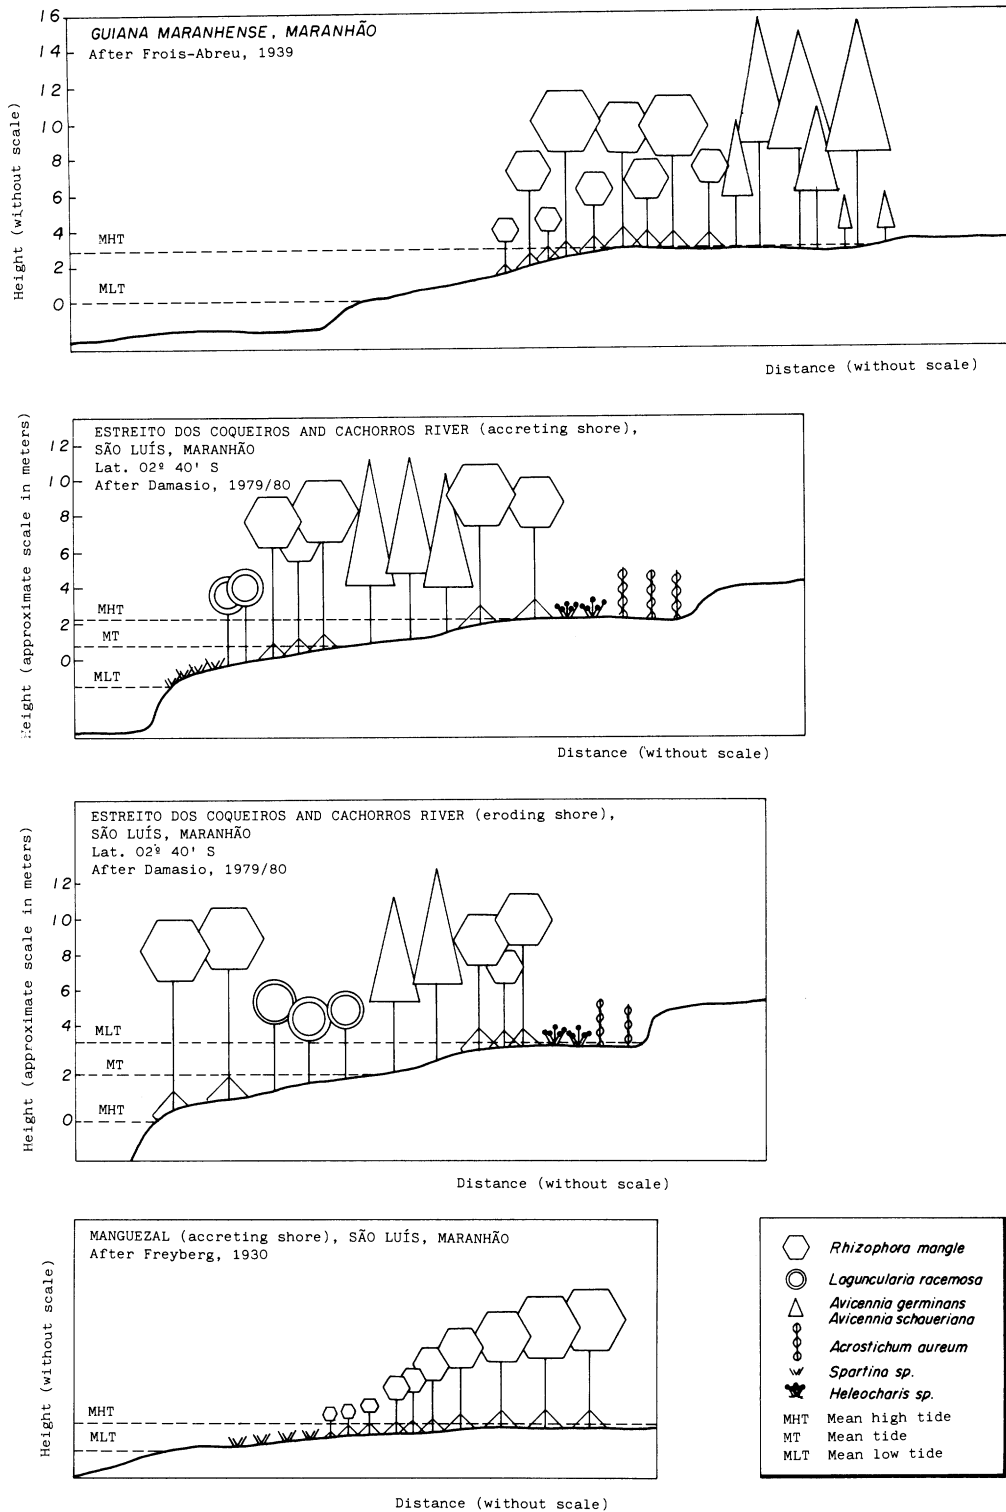 GUIANA MARANHENSE, MARANHÃO
After Frois-Abreu, 1939
Height (without scale)
16
14
12
10
8
6
4
2
0
MHT
MLT
Distance (without scale)
ESTREITO DOS COQUEIROS AND CACHORROS RIVER (accreting shore),
SÃO LUÍS, MARANHÃO
Lat. 02º 40' S
After Damasio, 1979/80
Height (approximate scale in meters)
12
10
8
6
4
2
0
MHT
MT
MLT
Distance (without scale)
ESTREITO DOS COQUEIROS AND CACHORROS RIVER (eroding shore),
SÃO LUÍS, MARANHÃO
Lat. 02º 40' S
After Damasio, 1979/80
Height (approximate scale in meters)
12
10
8
6
4
2
0
MLT
MT
MHT
Distance (without scale)
MANGUEZAL (accreting shore), SÃO LUÍS, MARANHÃO
After Freyberg, 1930
Height (without scale)
MHT
MLT
Distance (without scale)
Rhizophora mangle
Laguncularia racemosa
Avicennia germinans
Avicennia schaueriana
Acrostichum aureum
Spartina sp.
Heleocharis sp.
MHT Mean high tide
MT Mean tide
MLT Mean low tide